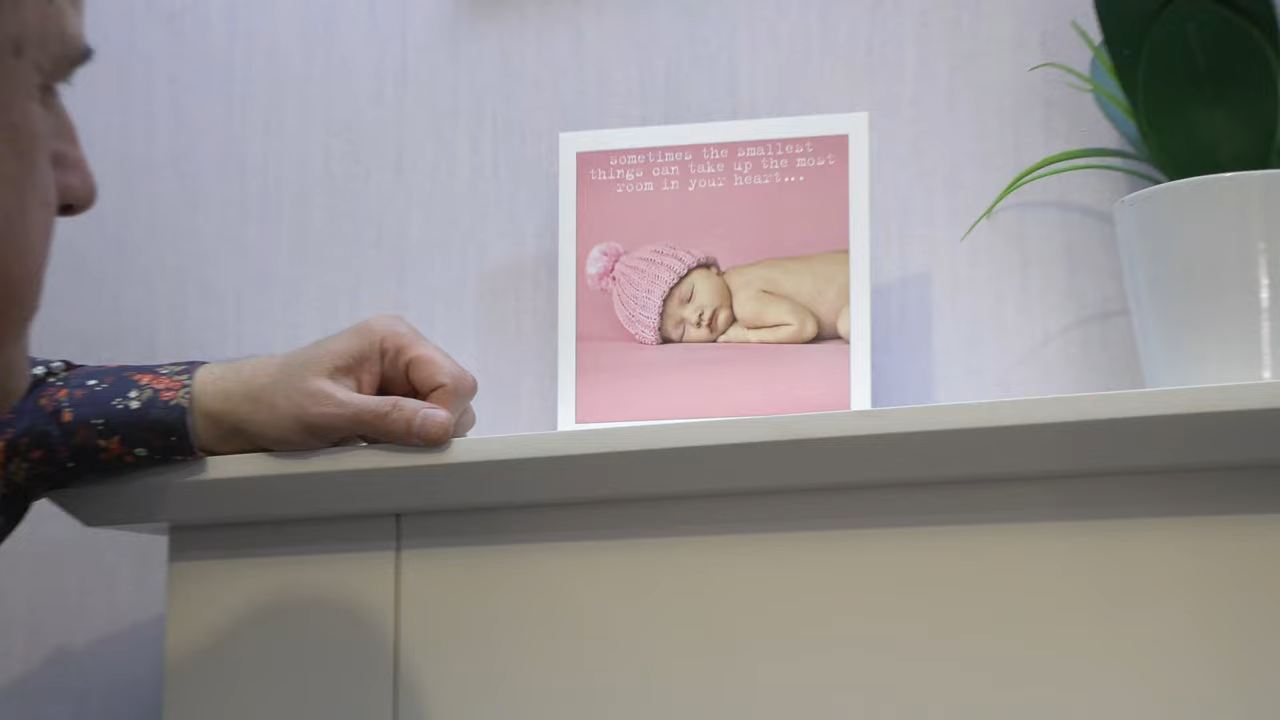 sometimes the smallest
things can take up the most
room in your heart...